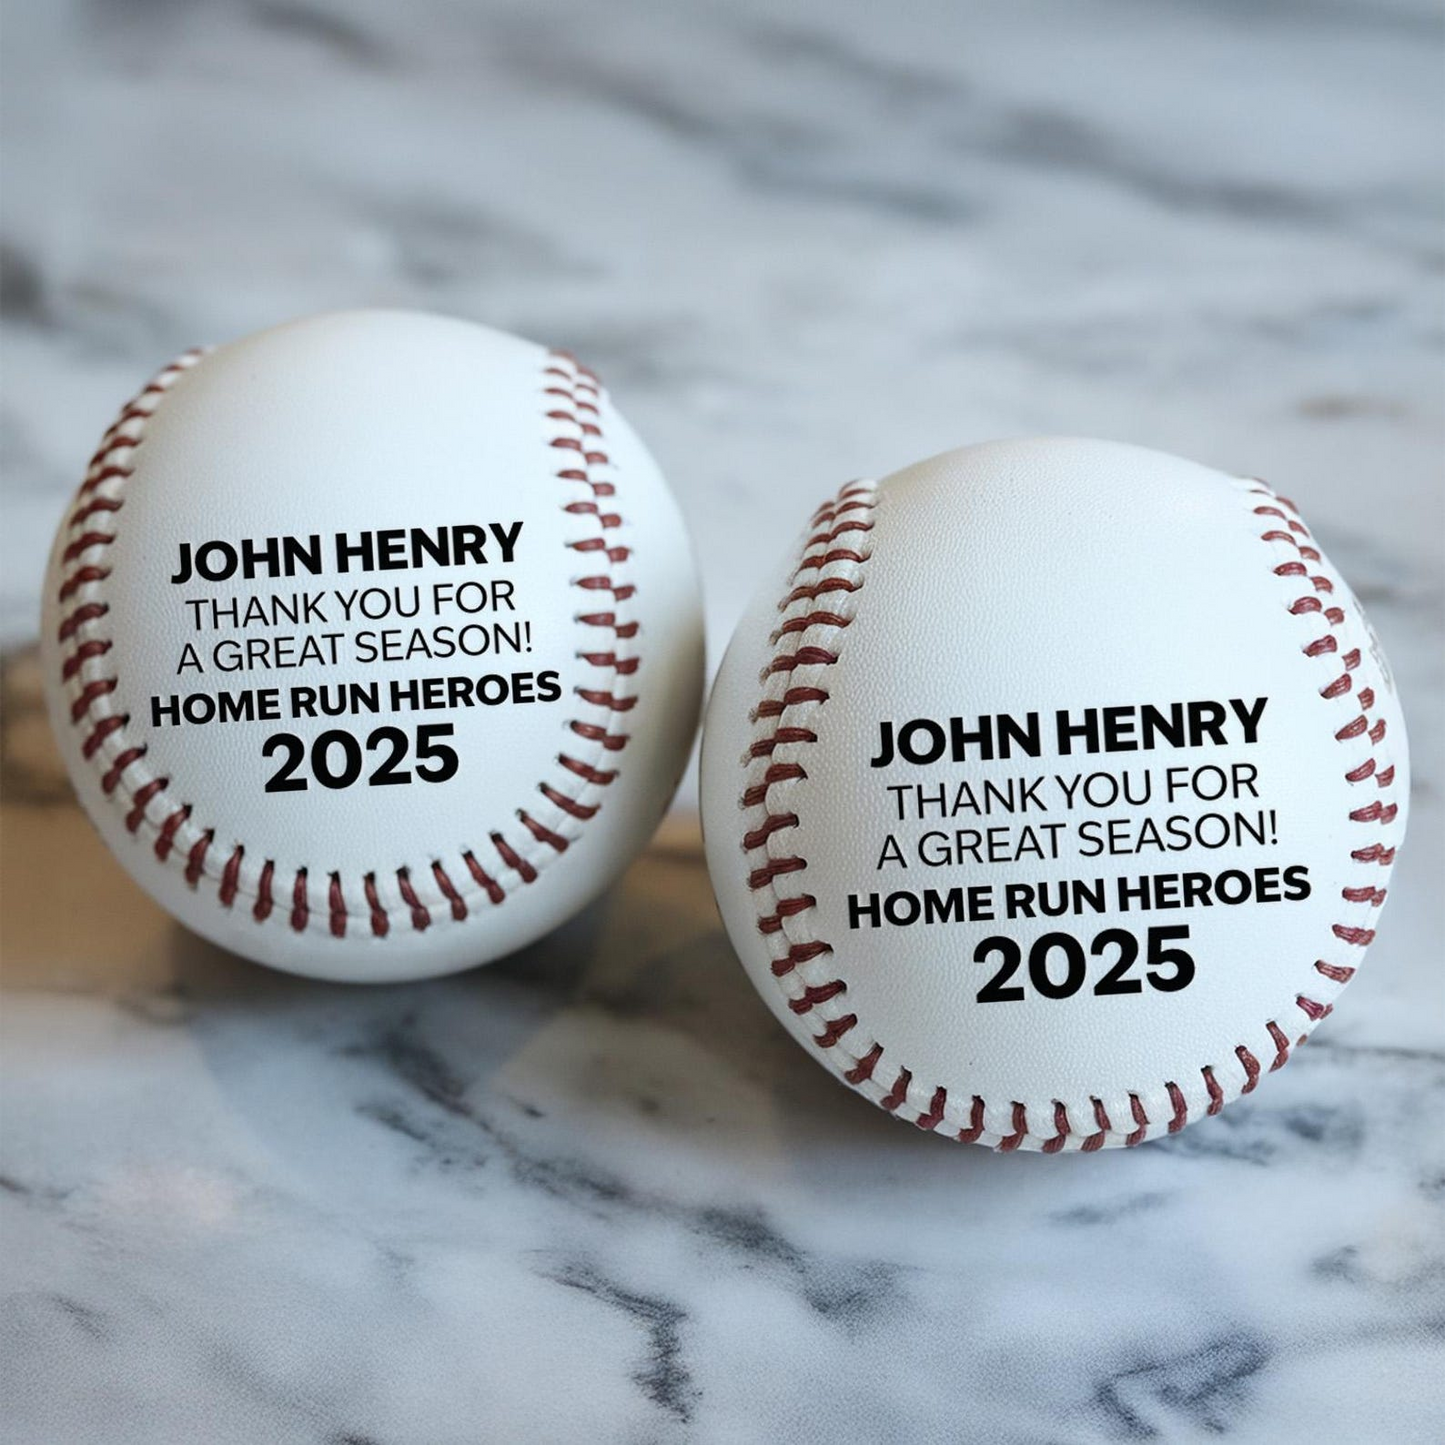 JOHN HENRY
THANK YOU FOR
A GREAT SEASON!
HOME RUN HEROES
2025
JOHN HENRY
THANK YOU FOR
A GREAT SEASON!
HOME RUN HEROES
2025